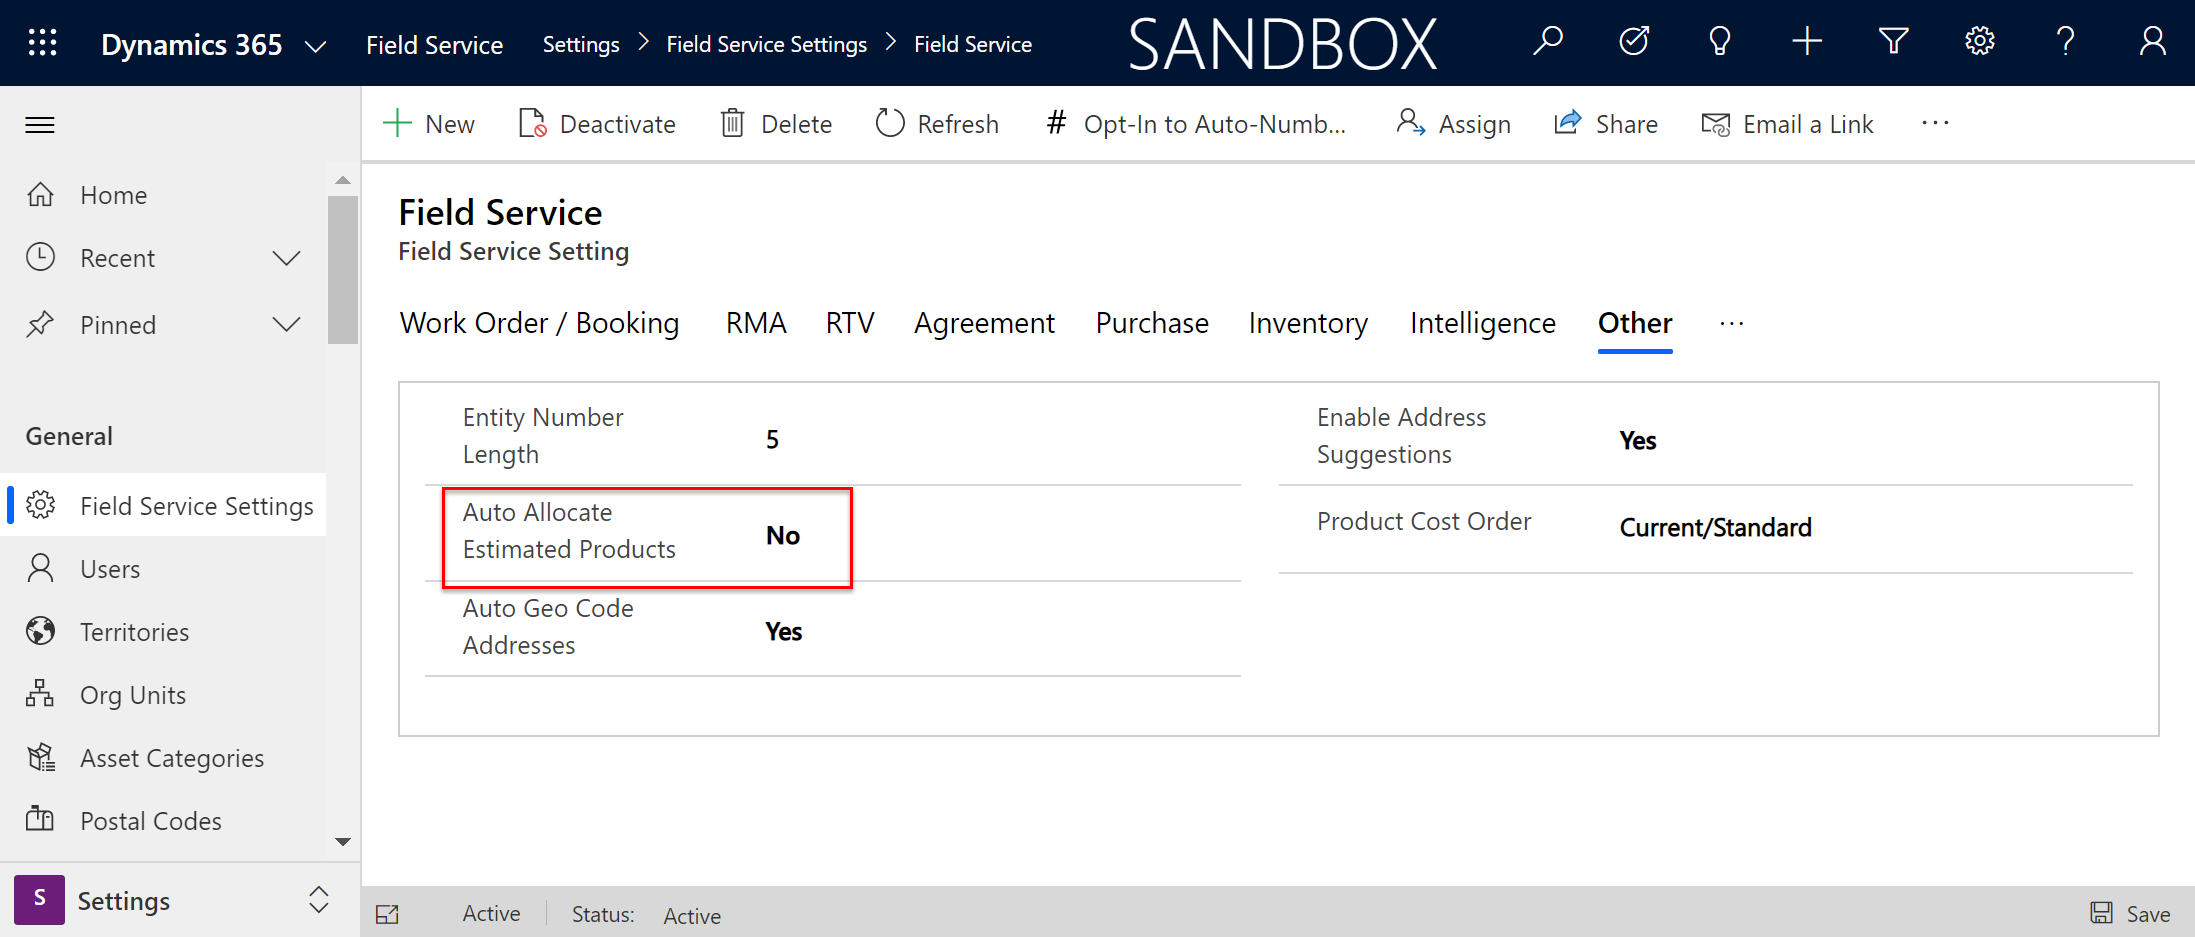 Dynamics 365
Field Service
Settings > Field Service Settings > Field Service
SANDBOX
New
Deactivate
Delete
Refresh
# Opt-In to Auto-Numb...
Assign
Share
Email a Link
...
Home
Recent
Pinned
General
Field Service Settings
Users
Territories
Org Units
Asset Categories
Postal Codes
S Settings
Field Service
Field Service Setting
Work Order / Booking
RMA
RTV
Agreement
Purchase
Inventory
Intelligence
Other
...
Entity Number
Length
5
Auto Allocate
Estimated Products
No
Auto Geo Code
Addresses
Yes
Enable Address
Suggestions
Yes
Product Cost Order
Current/Standard
Active
Status: Active
Save